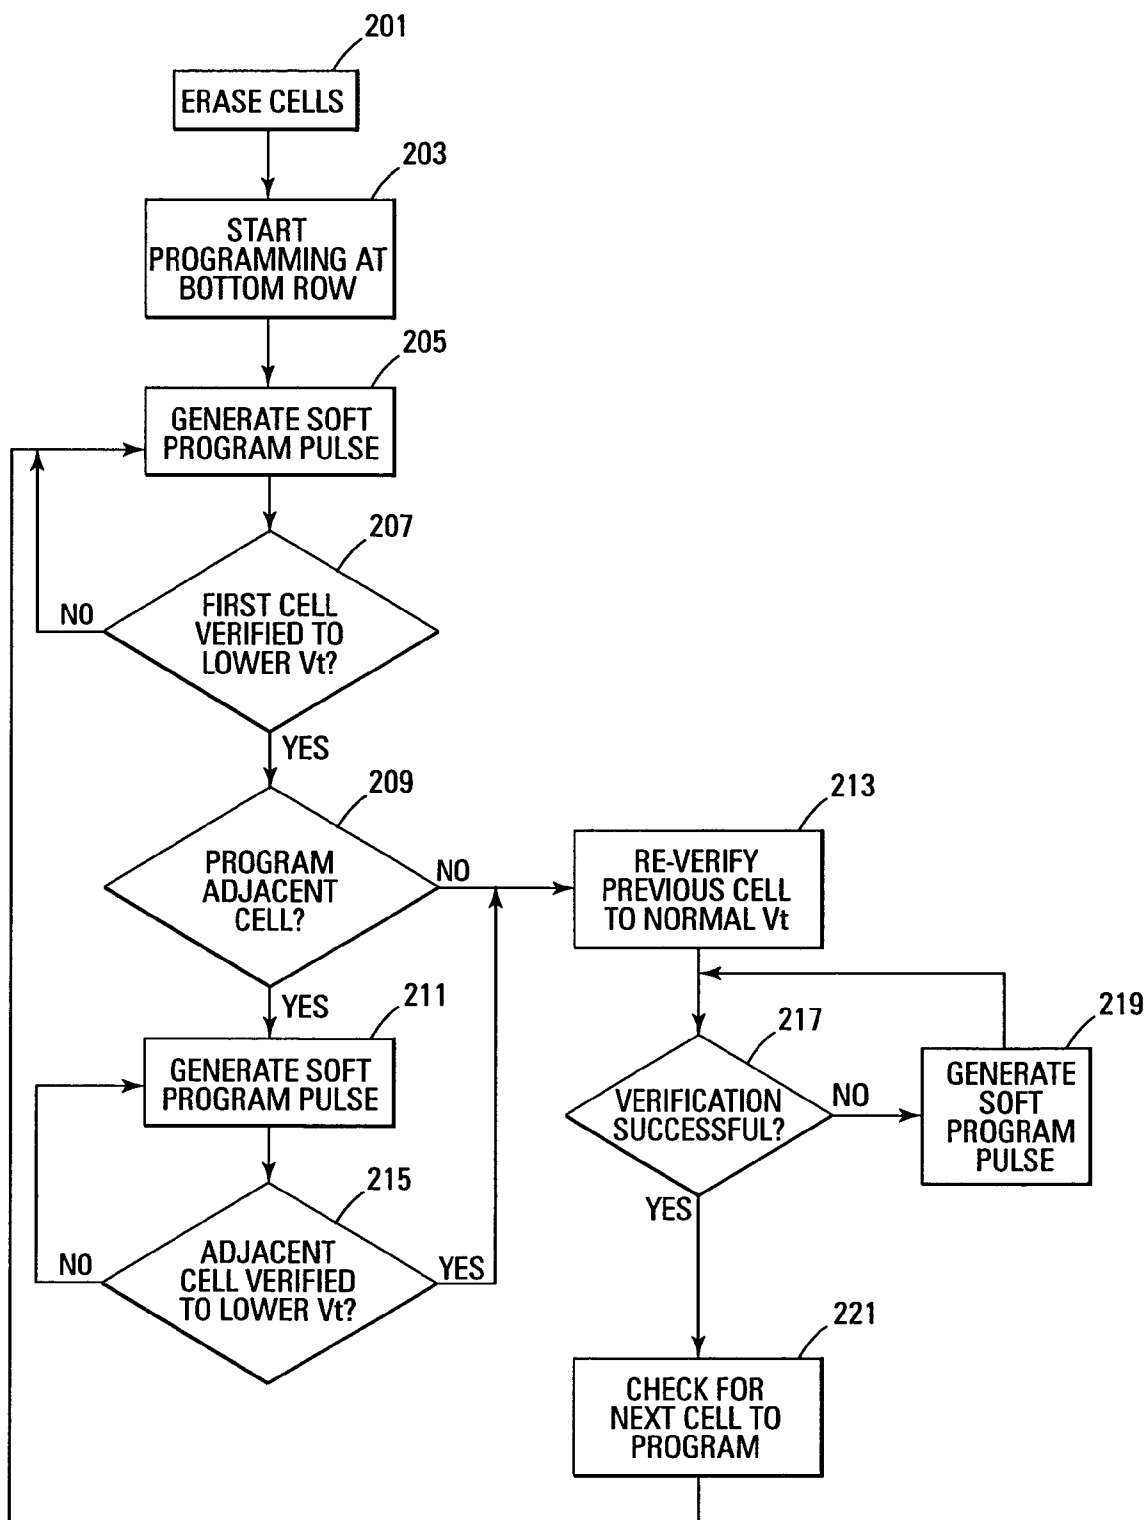 201
ERASE CELLS
203
START
PROGRAMMING AT
BOTTOM ROW
205
GENERATE SOFT
PROGRAM PULSE
207
FIRST CELL
VERIFIED TO
LOWER Vt?
NO
YES
209
PROGRAM
ADJACENT
CELL?
NO
YES
211
GENERATE SOFT
PROGRAM PULSE
215
ADJACENT
CELL VERIFIED
TO LOWER Vt?
NO
YES
213
RE-VERIFY
PREVIOUS CELL
TO NORMAL Vt
217
VERIFICATION
SUCCESSFUL?
NO
YES
219
GENERATE
SOFT
PROGRAM
PULSE
221
CHECK FOR
NEXT CELL TO
PROGRAM